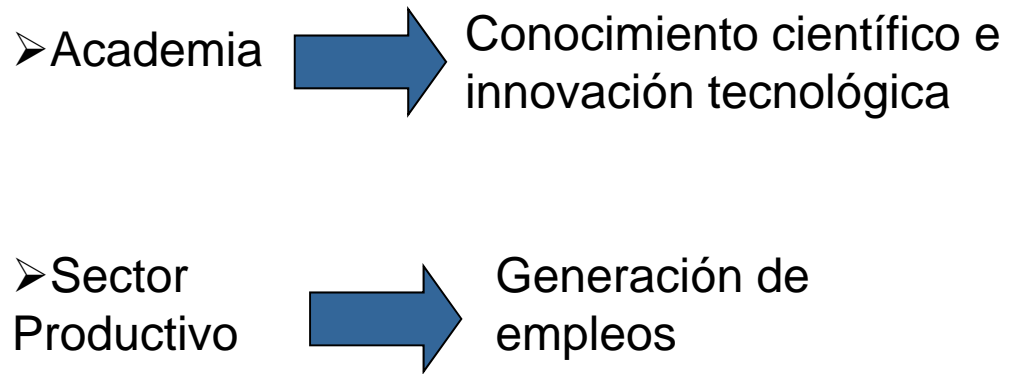 ➢Academia
Conocimiento científico e
innovación tecnológica
➢Sector
Productivo
Generación de
empleos